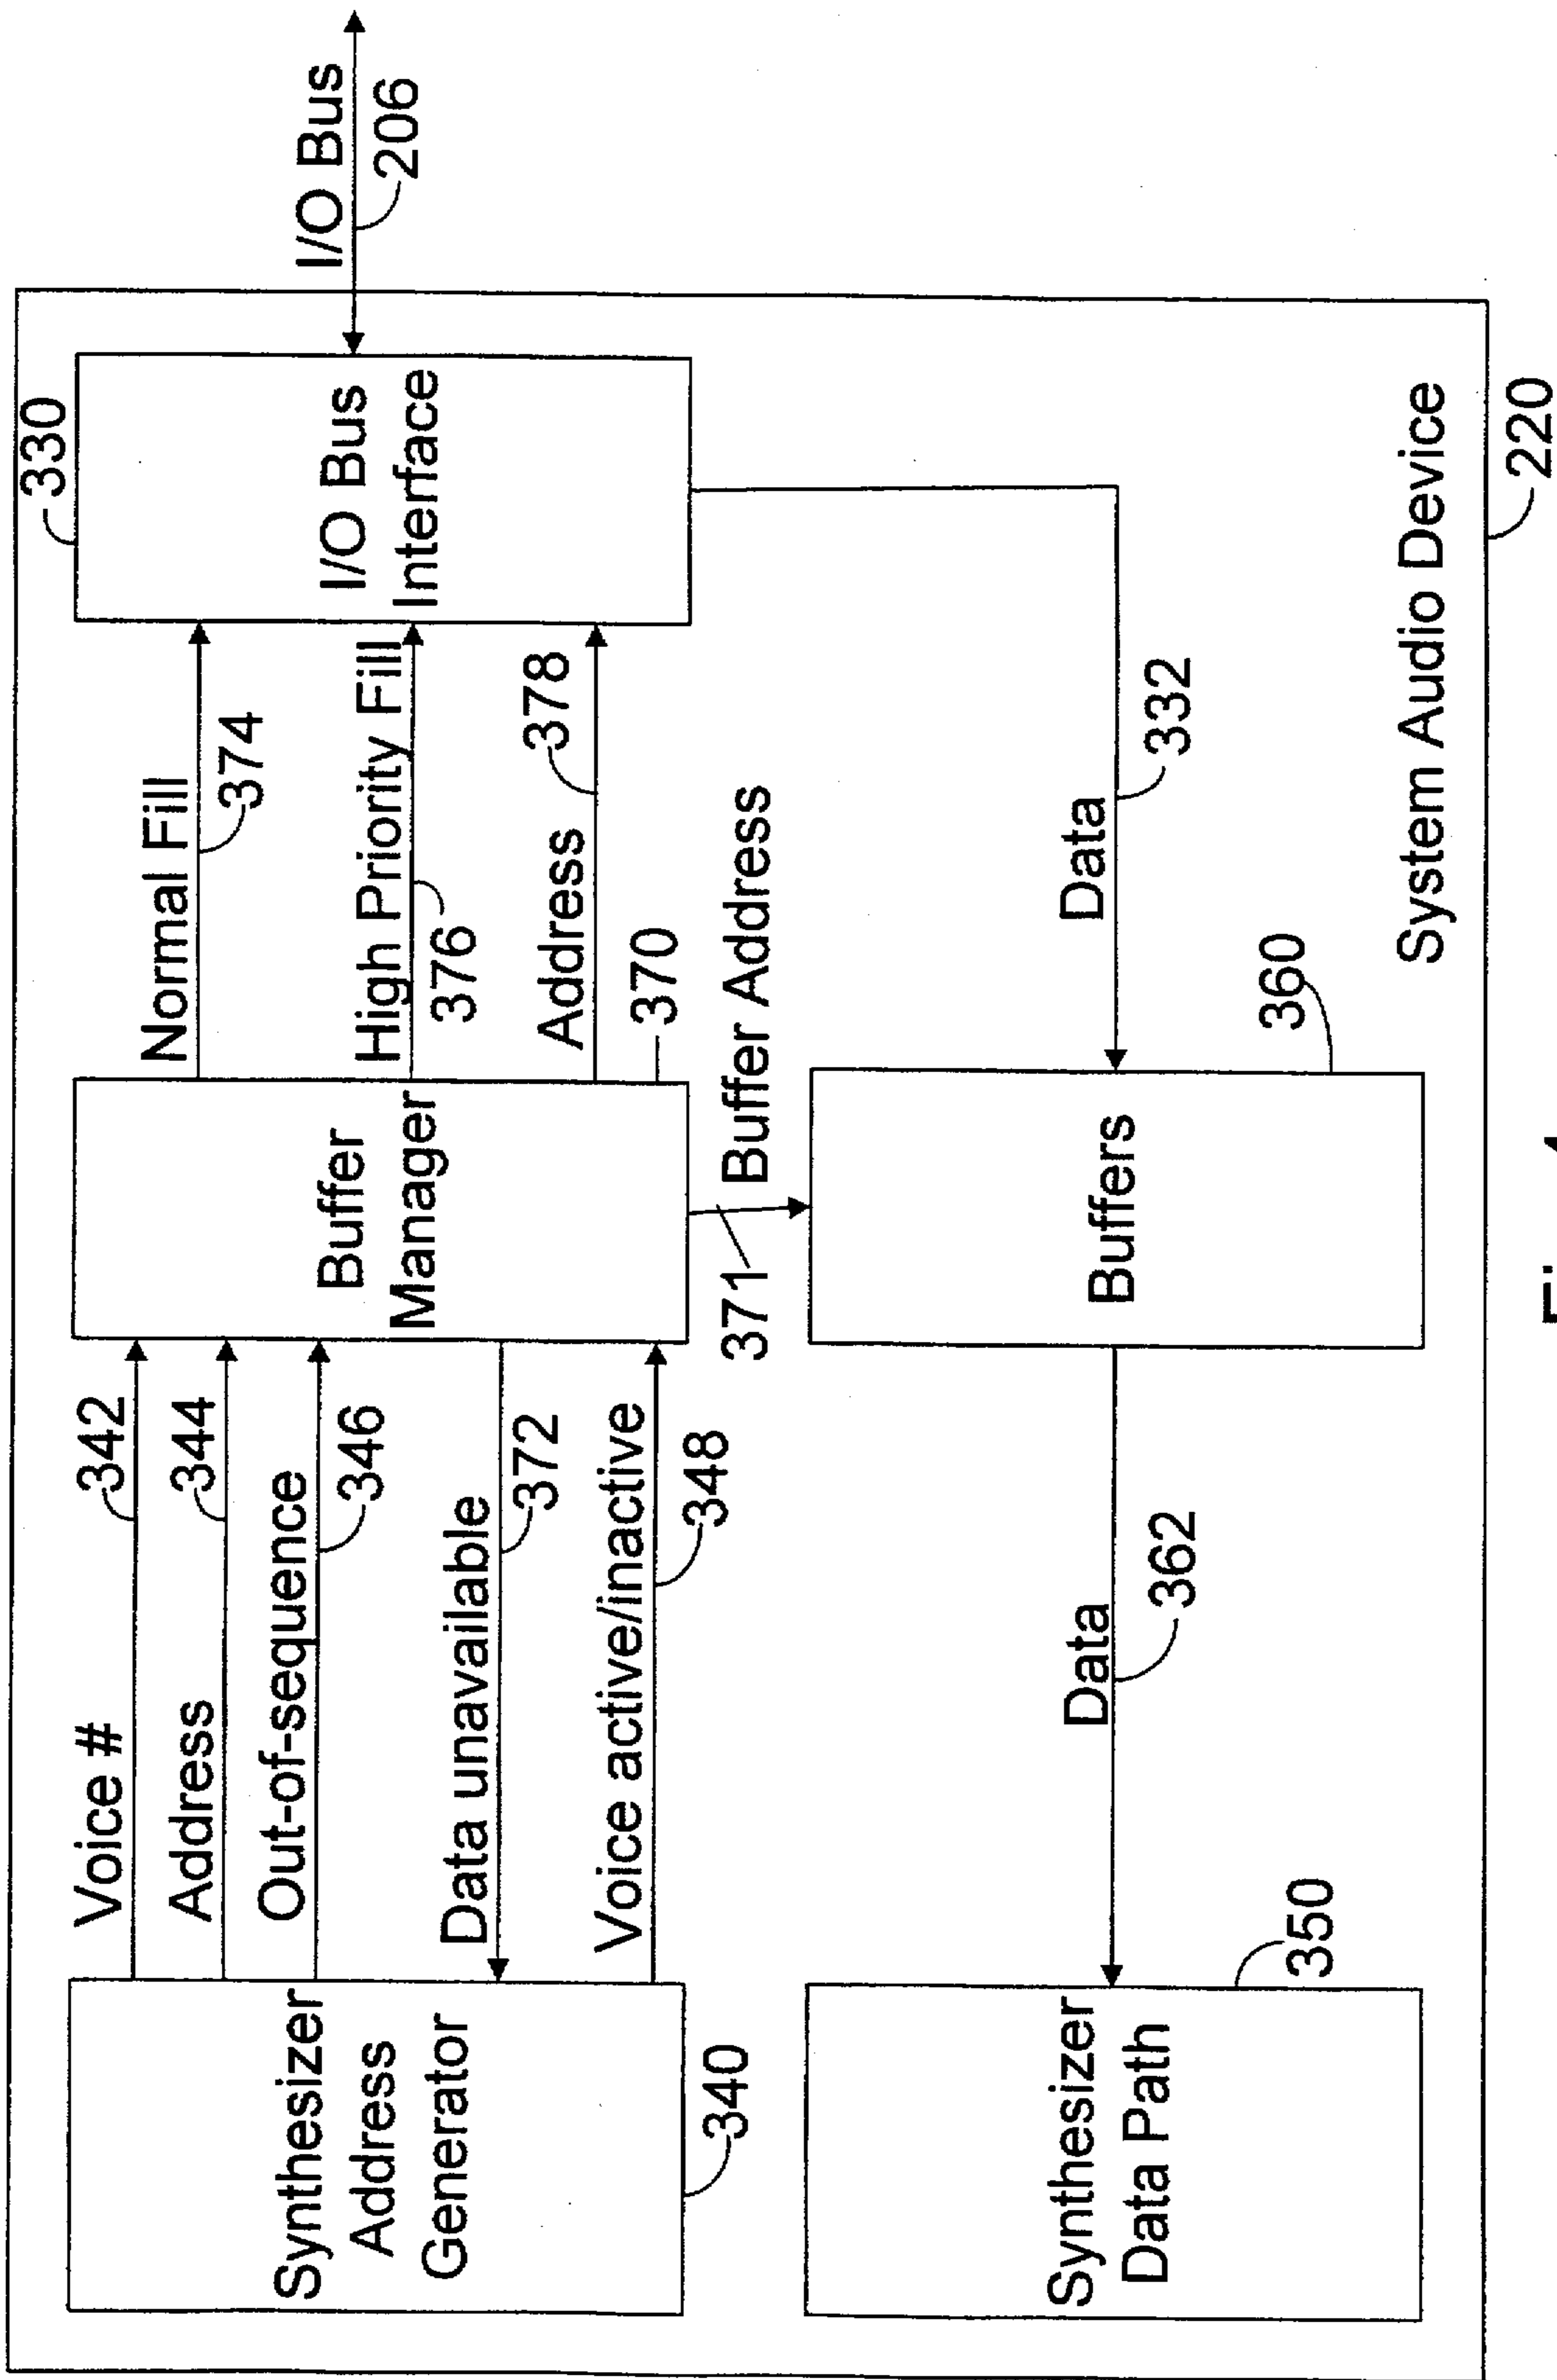 I/O Bus
206
330
I/O Bus
Interface
Normal Fill
374
High Priority Fill
376
Address
378
370
Buffer
Manager
371
Buffer Address
Voice #
342
Address
344
Out-of-sequence
346
Data unavailable
372
Voice active/inactive
348
Synthesizer
Address
Generator
340
Data
332
Buffers
360
Data
362
Synthesizer
Data Path
350
System Audio Device
220